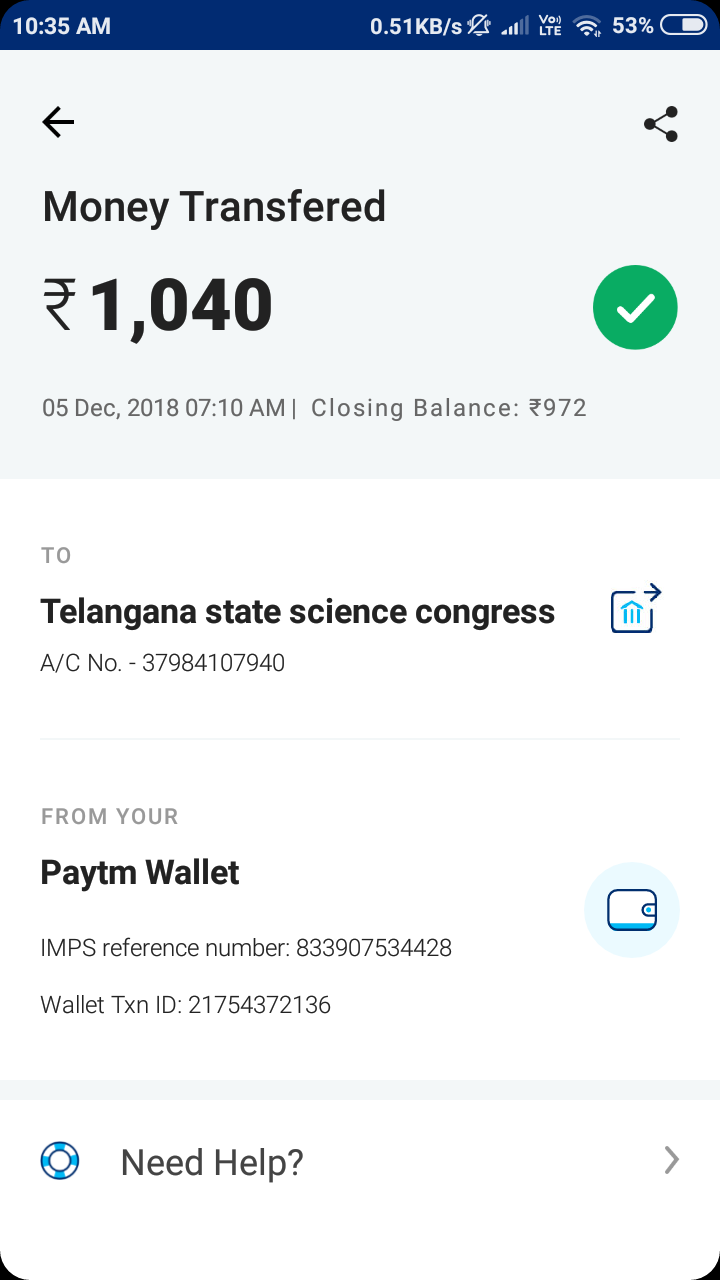 10:35 AM 0.51KB/s VoLTE 53%
Money Transfered
₹ 1,040
05 Dec, 2018 07:10 AM | Closing Balance: ₹972
TO
Telangana state science congress
A/C No. - 37984107940
FROM YOUR
Paytm Wallet
IMPS reference number: 833907534428
Wallet Txn ID: 21754372136
Need Help?